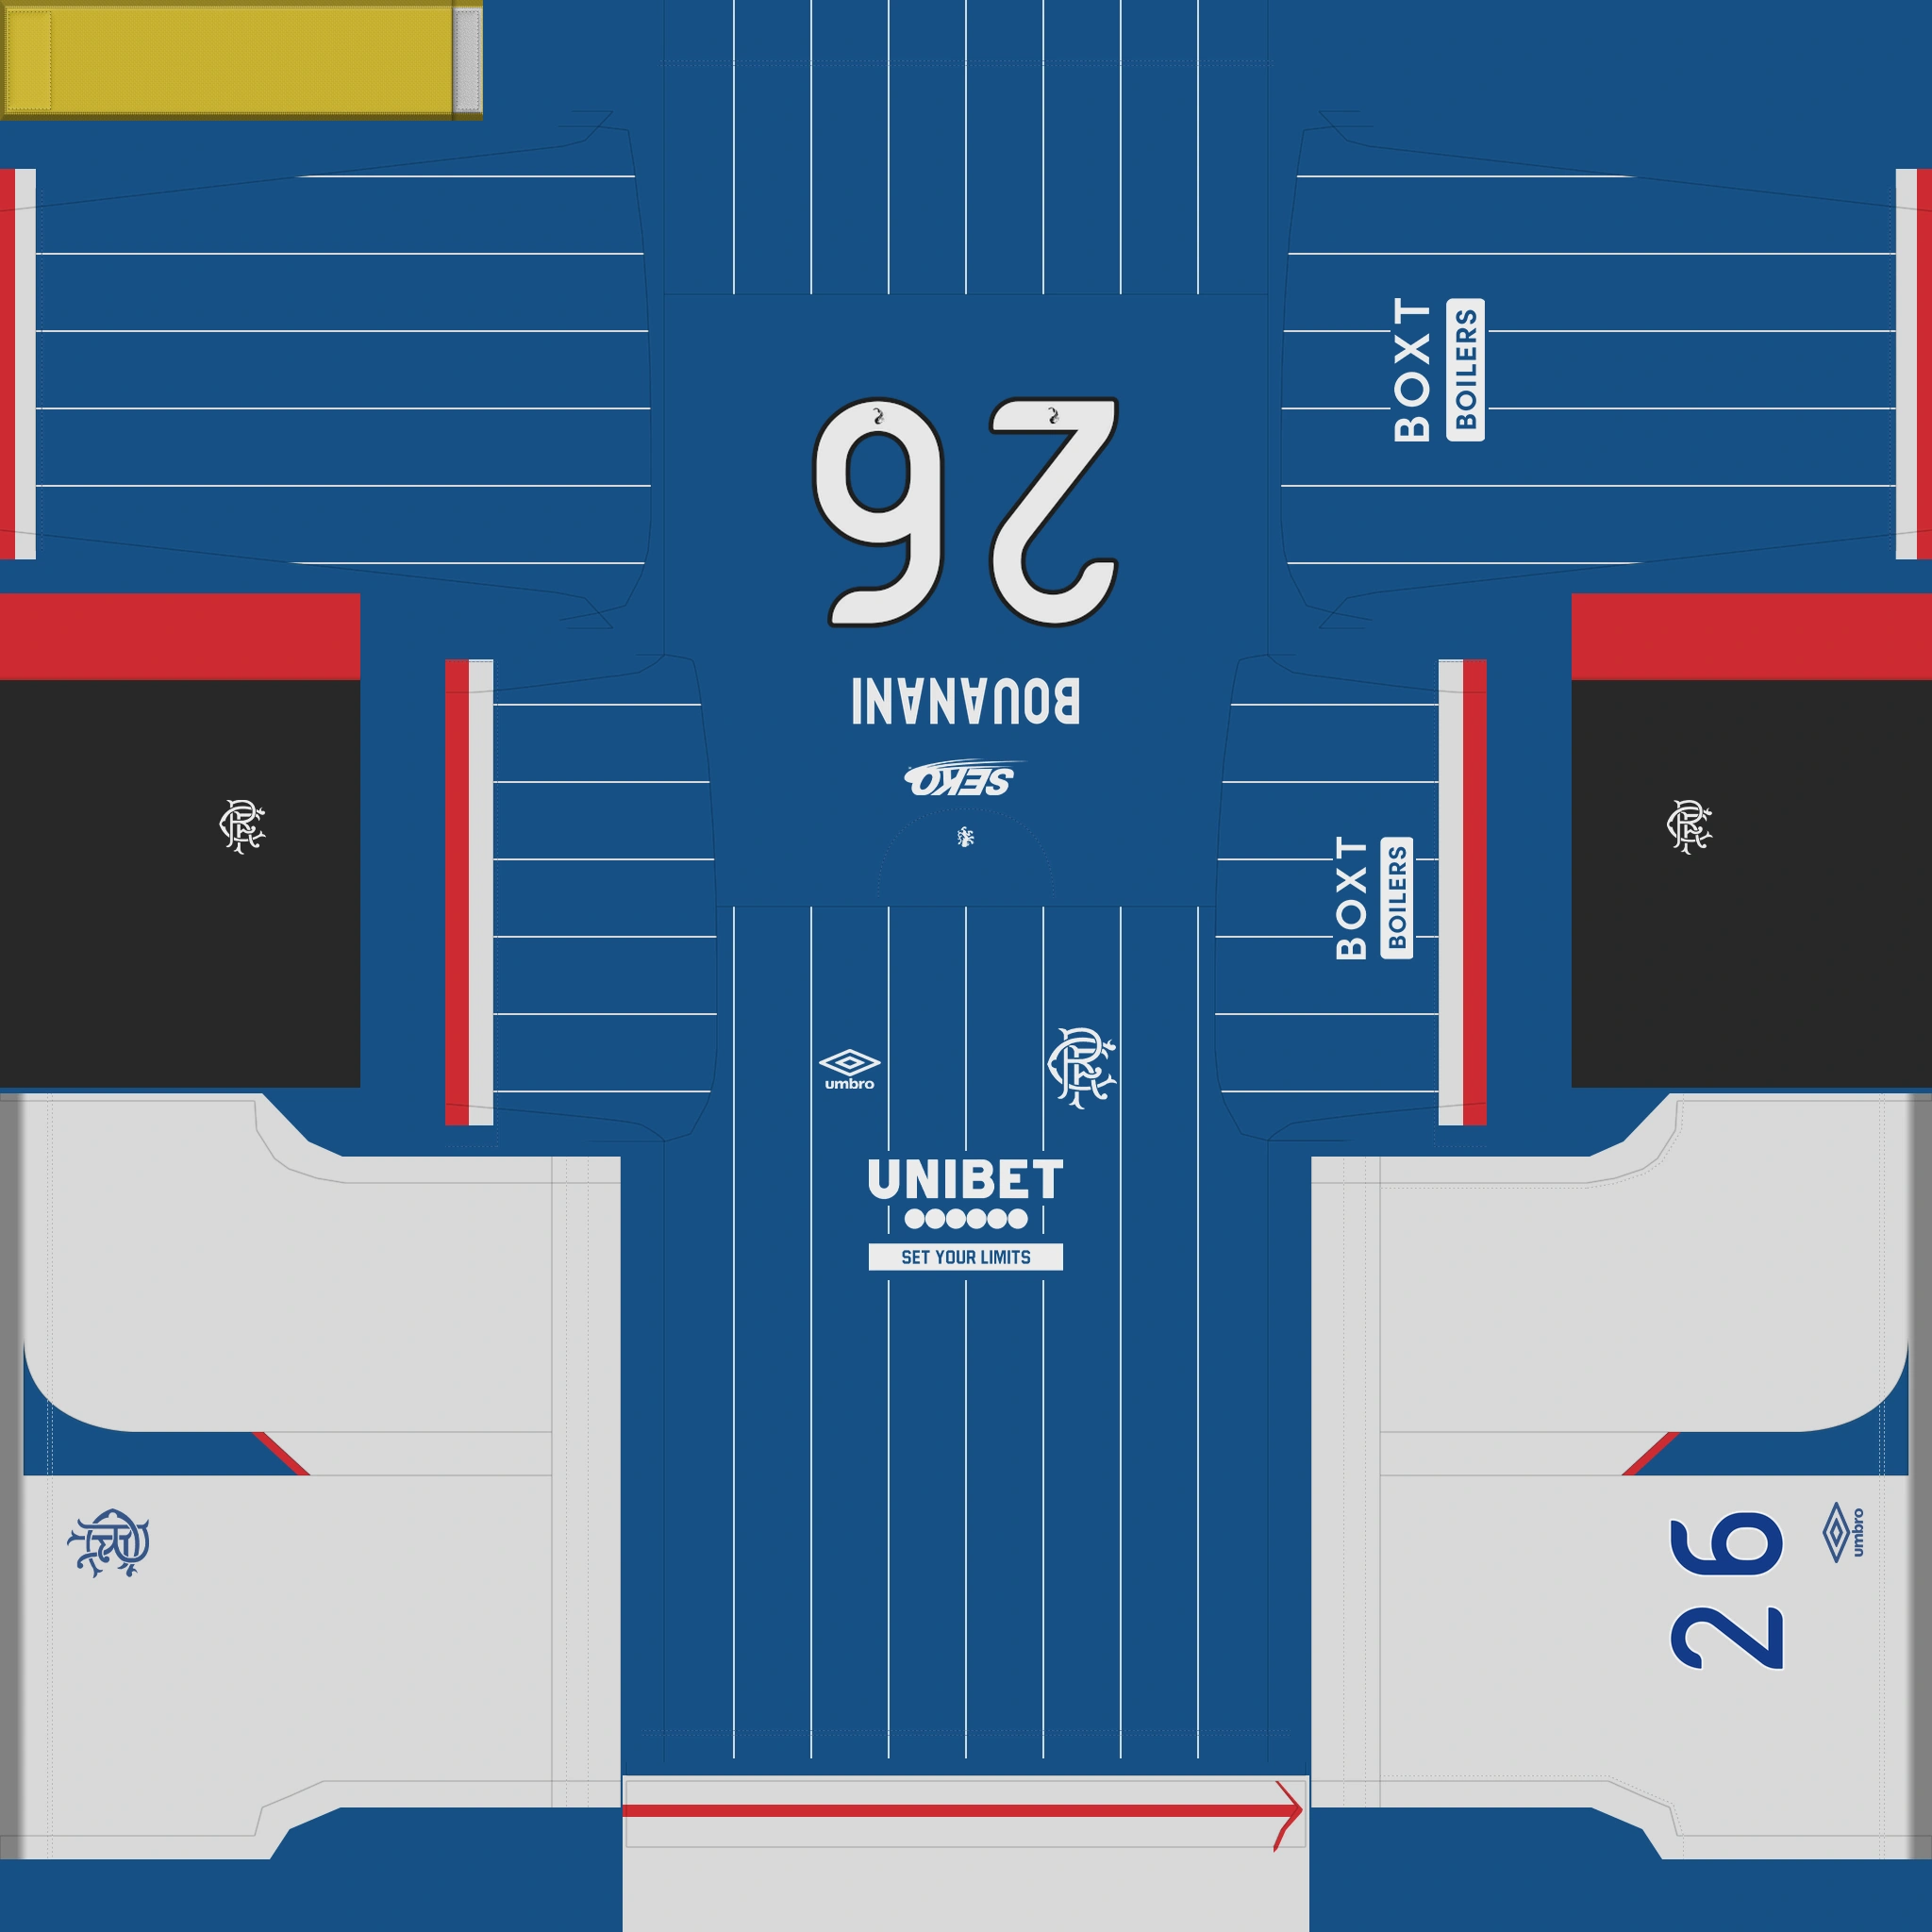 BOXT
BOILERS
26
BOUANANI
SEKO
BOXT
BOILERS
umbro
UNIBET
SET YOUR LIMITS
26
umbro